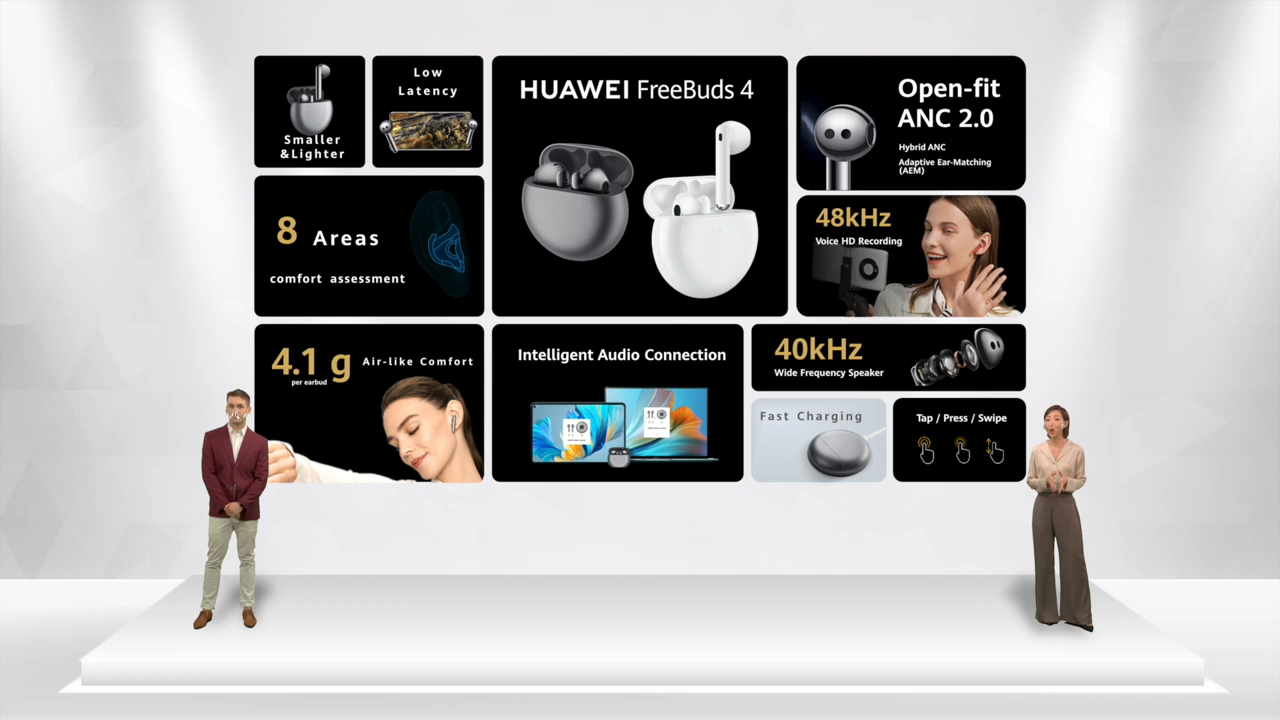 Smaller
&Lighter
Low
Latency
HUAWEI FreeBuds 4
Open-fit
ANC 2.0
Hybrid ANC
Adaptive Ear-Matching
(AEM)
8 Areas
comfort assessment
48kHz
Voice HD Recording
4.1 g Air-like Comfort
per earbud
Intelligent Audio Connection
40kHz
Wide Frequency Speaker
Fast Charging
Tap / Press / Swipe